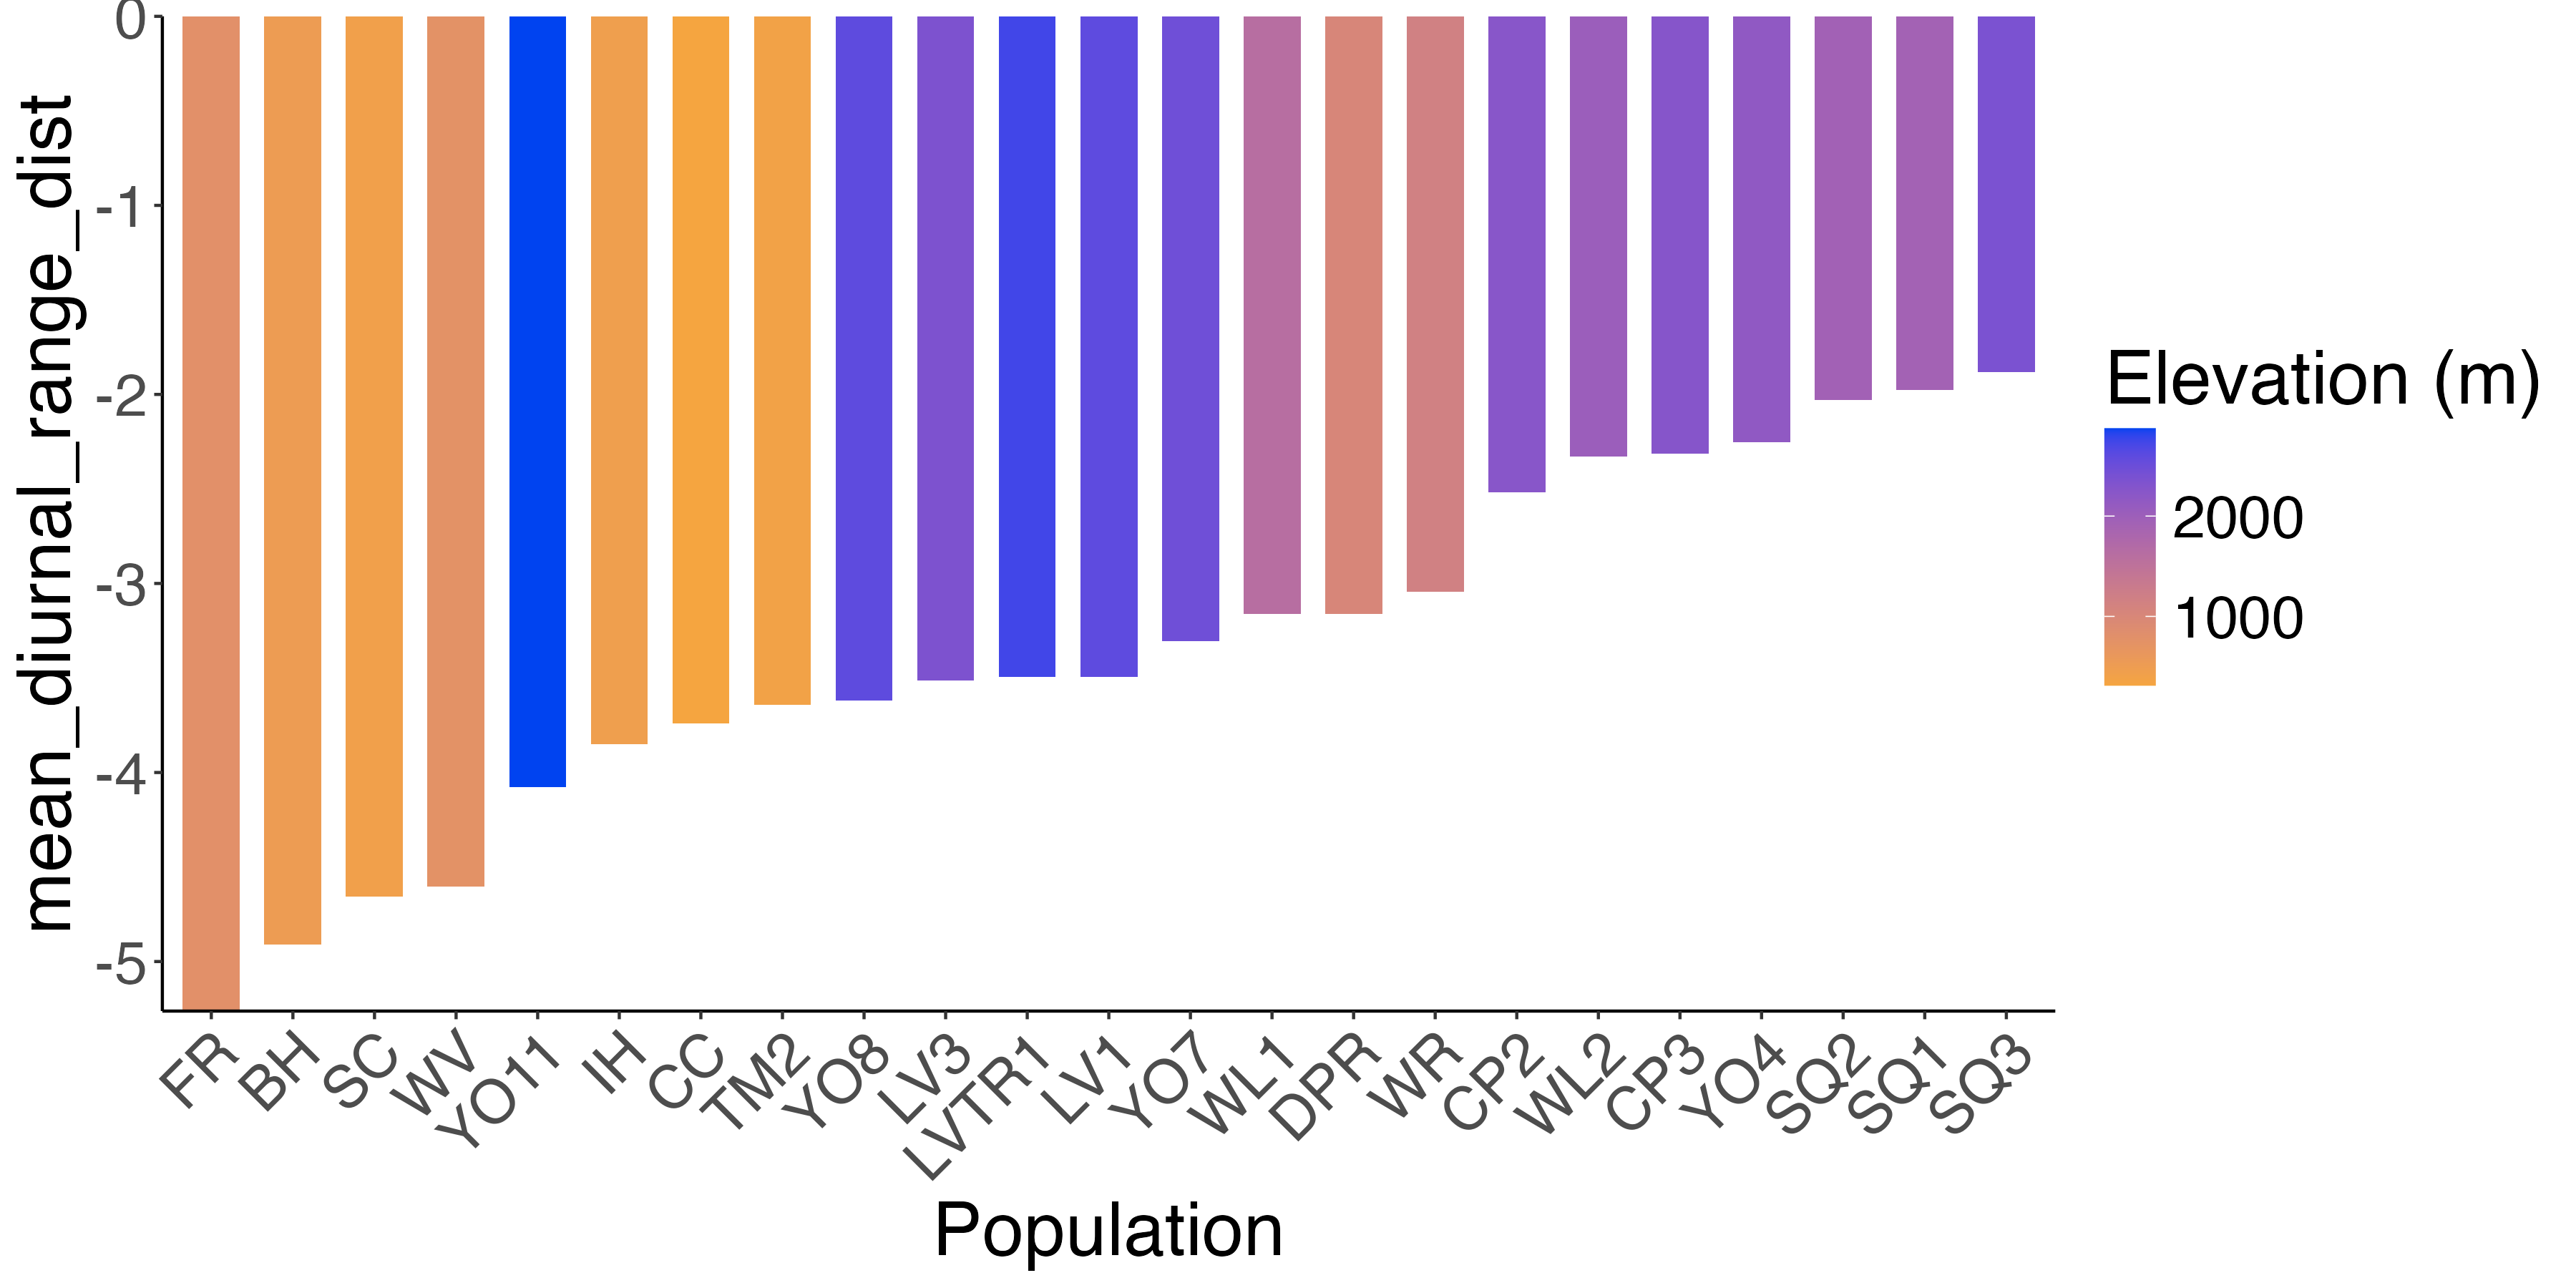 mean_diurnal_range_dist
0
-1
-2
-3
-4
-5
FR
BH
SC
WV
YO11
IH
CC
TM2
YO8
LV3
LVTR1
LV1
YO7
WL1
DPR
WR
CP2
WL2
CP3
YO4
SQ2
SQ1
SQ3
Population
Elevation (m)
2000
1000